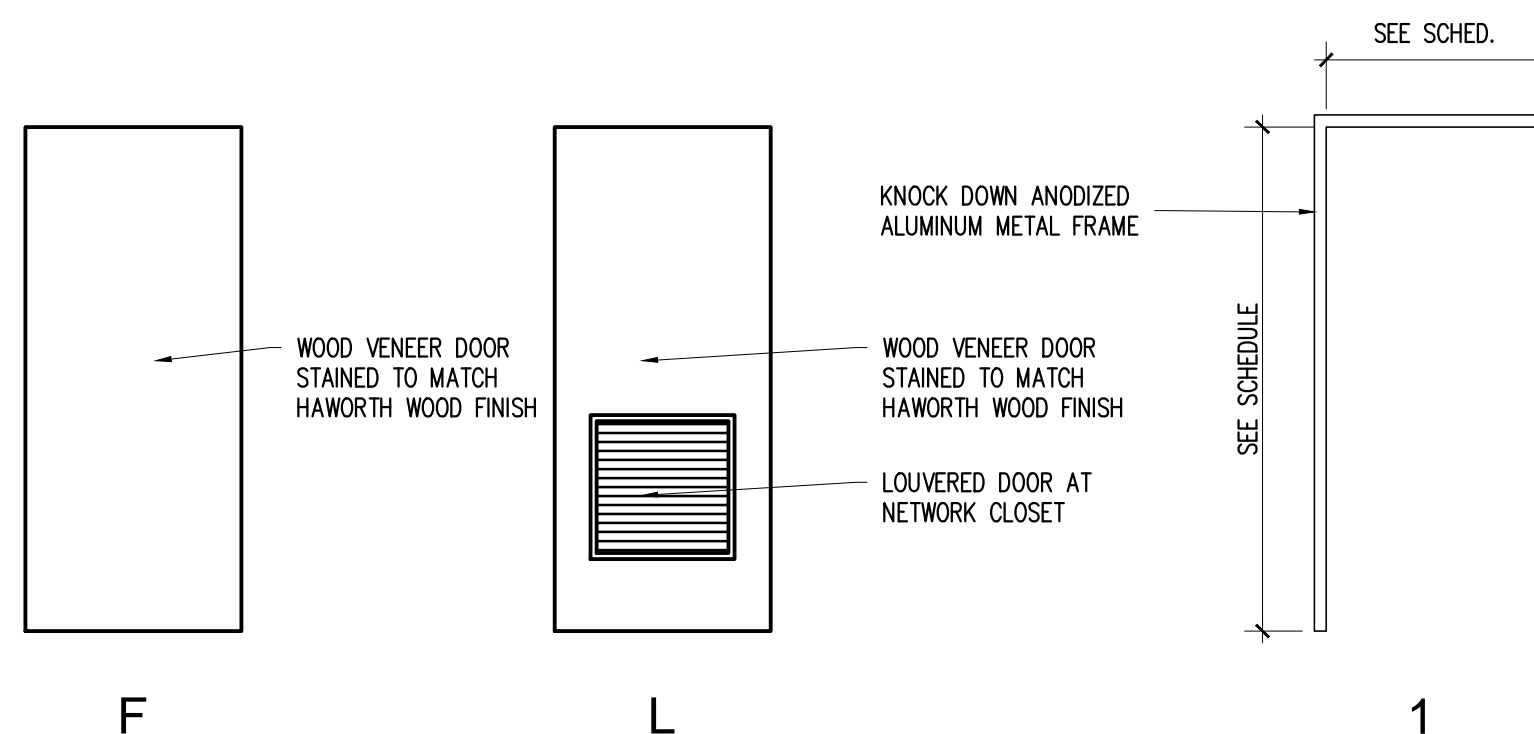 SEE SCHED.
KNOCK DOWN ANODIZED
ALUMINUM METAL FRAME
SEE SCHEDULE
WOOD VENEER DOOR
STAINED TO MATCH
HAWORTH WOOD FINISH
WOOD VENEER DOOR
STAINED TO MATCH
HAWORTH WOOD FINISH
LOUVERED DOOR AT
NETWORK CLOSET
F
L
1